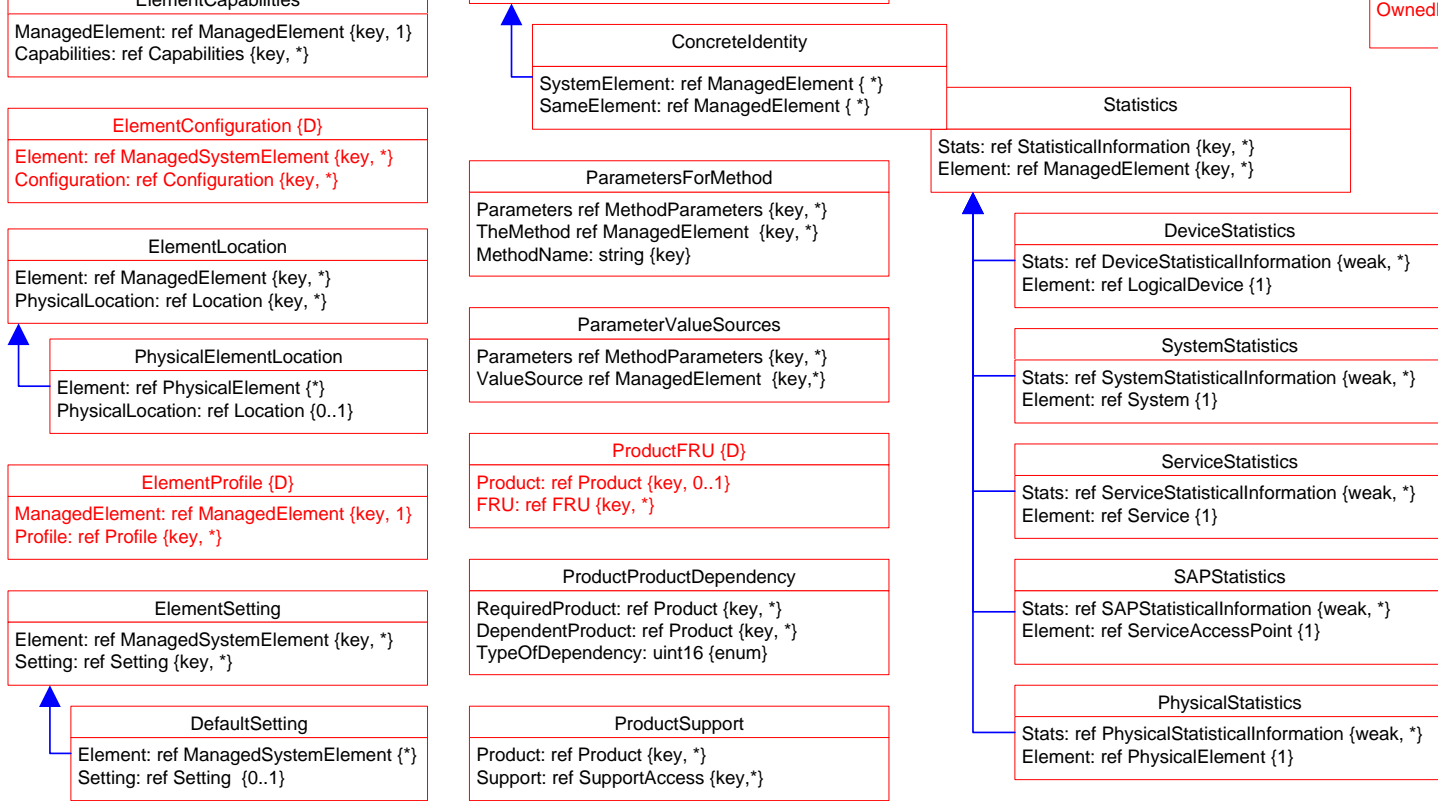 ElementCapabilities
ManagedElement: ref ManagedElement {key, 1}
Capabilities: ref Capabilities {key, *}
ElementConfiguration {D}
Element: ref ManagedSystemElement {key, *}
Configuration: ref Configuration {key, *}
ElementLocation
Element: ref ManagedElement {key, *}
PhysicalLocation: ref Location {key, *}
PhysicalElementLocation
Element: ref PhysicalElement {*}
PhysicalLocation: ref Location {0..1}
ElementProfile {D}
ManagedElement: ref ManagedElement {key, 1}
Profile: ref Profile {key, *}
ElementSetting
Element: ref ManagedSystemElement {key, *}
Setting: ref Setting {key, *}
DefaultSetting
Element: ref ManagedSystemElement {*}
Setting: ref Setting  {0..1}
ConcreteIdentity
SystemElement: ref ManagedElement { *}
SameElement: ref ManagedElement { *}
ParametersForMethod
Parameters ref MethodParameters {key, *}
TheMethod ref ManagedElement  {key, *}
MethodName: string {key}
ParameterValueSources
Parameters ref MethodParameters {key, *}
ValueSource ref ManagedElement  {key,*}
ProductFRU {D}
Product: ref Product {key, 0..1}
FRU: ref FRU {key, *}
ProductProductDependency
RequiredProduct: ref Product {key, *}
DependentProduct: ref Product {key, *}
TypeOfDependency: uint16 {enum}
ProductSupport
Product: ref Product {key, *}
Support: ref SupportAccess {key,*}
Statistics
Stats: ref StatisticalInformation {key, *}
Element: ref ManagedElement {key, *}
DeviceStatistics
Stats: ref DeviceStatisticalInformation {weak, *}
Element: ref LogicalDevice {1}
SystemStatistics
Stats: ref SystemStatisticalInformation {weak, *}
Element: ref System {1}
ServiceStatistics
Stats: ref ServiceStatisticalInformation {weak, *}
Element: ref Service {1}
SAPStatistics
Stats: ref SAPStatisticalInformation {weak, *}
Element: ref ServiceAccessPoint {1}
PhysicalStatistics
Stats: ref PhysicalStatisticalInformation {weak, *}
Element: ref PhysicalElement {1}